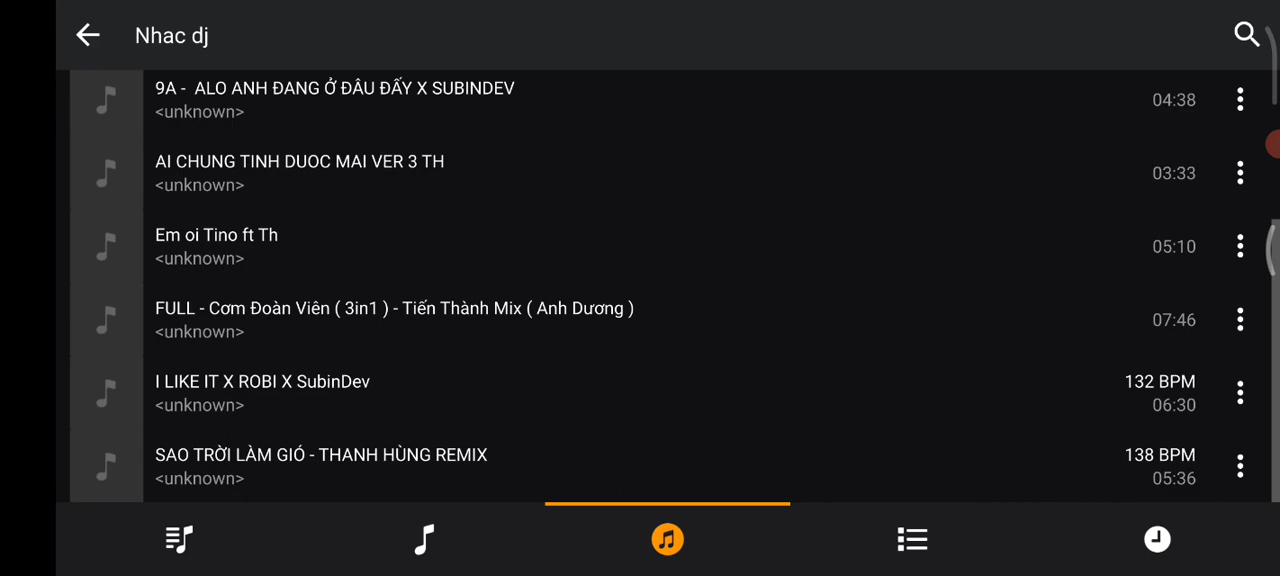 Nhac dj
9A -  ALO ANH ĐANG Ở ĐÂU ĐẤY X SUBINDEV
<unknown>
04:38
AI CHUNG TINH DUOC MAI VER 3 TH
<unknown>
03:33
Em oi Tino ft Th
<unknown>
05:10
FULL - Cơm Đoàn Viên ( 3in1 ) - Tiến Thành Mix ( Anh Dương )
<unknown>
07:46
I LIKE IT X ROBI X SubinDev
132 BPM
<unknown>
06:30
SAO TRỜI LÀM GIÓ - THANH HÙNG REMIX
138 BPM
<unknown>
05:36